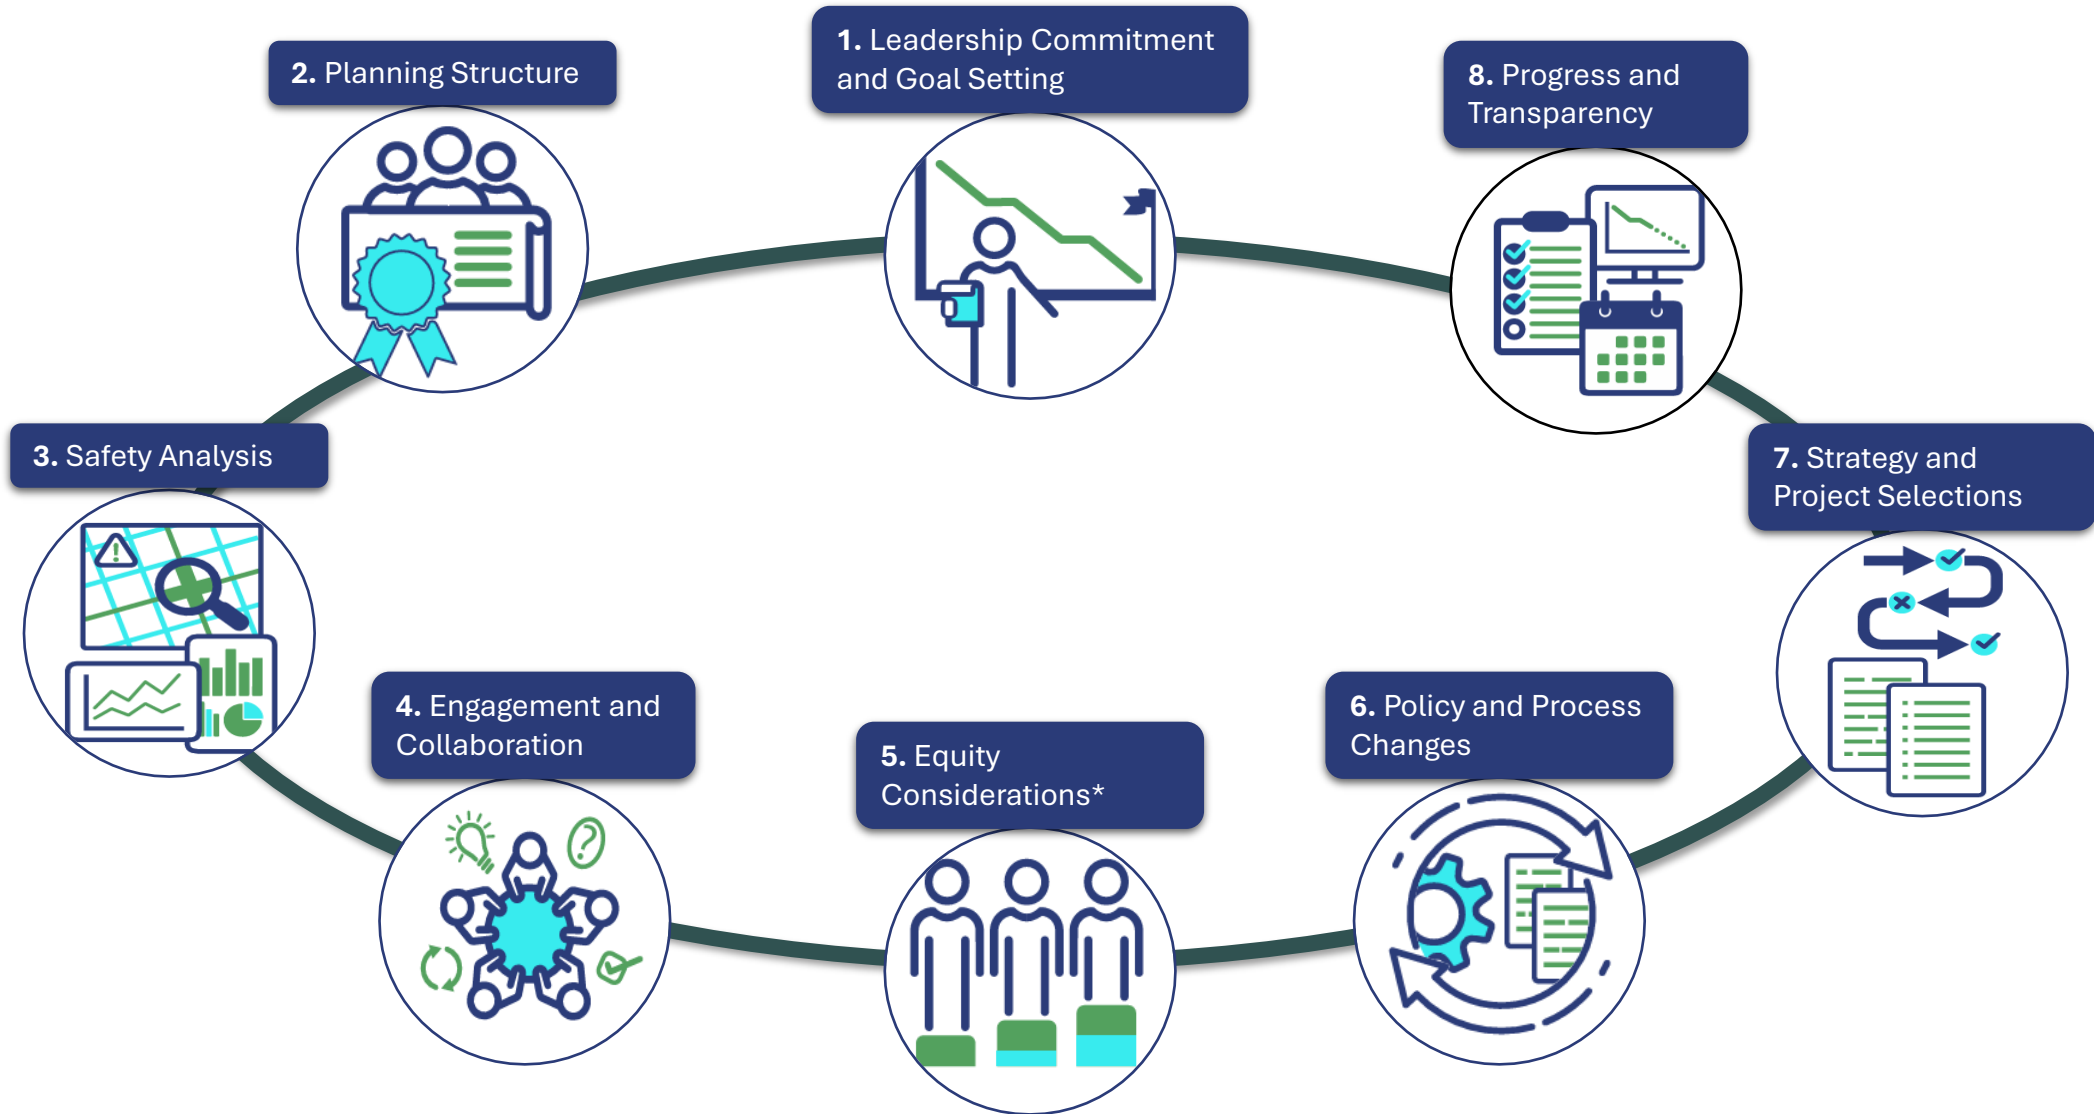 1. Leadership Commitment
and Goal Setting
2. Planning Structure
3. Safety Analysis
4. Engagement and
Collaboration
5. Equity
Considerations*
6. Policy and Process
Changes
7. Strategy and
Project Selections
8. Progress and
Transparency